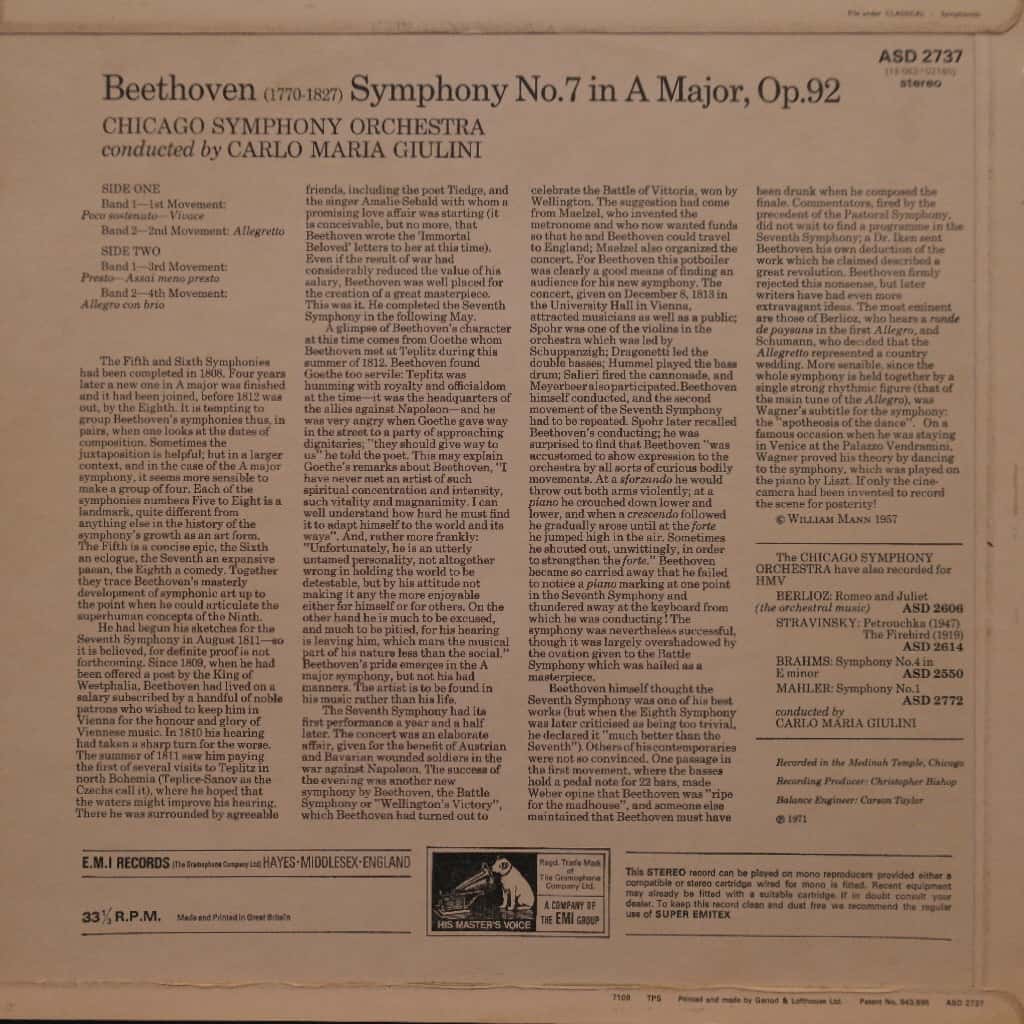 File under CLASSICAL : Symphonies
ASD 2737
stereo
Beethoven (1770-1827) Symphony No.7 in A Major, Op.92
CHICAGO SYMPHONY ORCHESTRA
conducted by CARLO MARIA GIULINI
SIDE ONE
Band 1—1st Movement:
Poco sostenuto—Vivace
Band 2—2nd Movement: Allegretto
SIDE TWO
Band 1—3rd Movement:
Presto—Assai meno presto
Band 2—4th Movement:
Allegro con brio
The Fifth and Sixth Symphonies
had been completed in 1808. Four years
later a new one in A major was finished
and it had been joined, before 1812 was
out, by the Eighth. It is tempting to
group Beethoven's symphonies thus, in
pairs, when one looks at the dates of
composition. Sometimes the
juxtaposition is helpful; but in a larger
context, and in the case of the A major
symphony, it seems more sensible to
make a group of four. Each of the
symphonies numbers Five to Eight is a
landmark, quite different from
anything else in the history of the
symphony's growth as an art form.
The Fifth is a concise epic, the Sixth
an eclogue, the Seventh an expansive
paean, the Eighth a comedy. Together
they trace Beethoven's masterly
development of symphonic art up to
the point when he could articulate the
superhuman concepts of the Ninth.
He had begun his sketches for the
Seventh Symphony in August 1811—so
it is believed, for definite proof is not
forthcoming. Since 1809, when he had
been offered a post by the King of
Westphalia, Beethoven had lived on a
salary subscribed by a handful of noble
patrons who wished to keep him in
Vienna for the honour and glory of
Viennese music. In 1810 his hearing
had taken a sharp turn for the worse.
The summer of 1811 saw him paying
the first of several visits to Teplitz in
north Bohemia (Teplice-Sanov as the
Czechs call it), where he hoped that
the waters might improve his hearing.
There he was surrounded by agreeable
friends, including the poet Tiedge, and
the singer Amalie Sebald with whom a
promising love affair was starting (it
is conceivable, but no more, that
Beethoven wrote the 'Immortal
Beloved' letters to her at this time).
Even if the result of war had
considerably reduced the value of his
salary, Beethoven was well placed for
the creation of a great masterpiece.
This was it. He completed the Seventh
Symphony in the following May.
A glimpse of Beethoven's character
at this time comes from Goethe whom
Beethoven met at Teplitz during this
summer of 1812. Beethoven found
Goethe too servile: Teplitz was
humming with royalty and officialdom
at the time—it was the headquarters of
the allies against Napoleon—and he
was very angry when Goethe gave way
in the street to a party of approaching
dignitaries; "they should give way to
us" he told the poet. This may explain
Goethe's remarks about Beethoven, "I
have never met an artist of such
spiritual concentration and intensity,
such vitality and magnanimity. I can
well understand how hard he must find
it to adapt himself to the world and its
ways". And, rather more frankly:
"Unfortunately, he is an utterly
untamed personality, not altogether
wrong in holding the world to be
detestable, but by his attitude not
making it any the more enjoyable
either for himself or for others. On the
other hand he is much to be excused,
and much to be pitied, for his hearing
is leaving him, which mars the musical
part of his nature less than the social."
Beethoven's pride emerges in the A
major symphony, but not his bad
manners. The artist is to be found in
his music rather than his life.
The Seventh Symphony had its
first performance a year and a half
later. The concert was an elaborate
affair, given for the benefit of Austrian
and Bavarian wounded soldiers in the
war against Napoleon. The success of
the evening was another new
symphony by Beethoven, the Battle
Symphony or "Wellington's Victory",
which Beethoven had turned out to
celebrate the Battle of Vittoria, won by
Wellington. The suggestion had come
from Maelzel, who invented the
metronome and who now wanted funds
so that he and Beethoven could travel
to England; Maelzel also organized the
concert. For Beethoven this potboiler
was clearly a good means of finding an
audience for his new symphony. The
concert, given on December 8, 1813 in
the University Hall in Vienna,
attracted musicians as well as a public;
Spohr was one of the violins in the
orchestra which was led by
Schuppanzigh; Dragonetti led the
double basses; Hummel played the bass
drum; Salieri fired the cannonade, and
Meyerbeer also participated. Beethoven
himself conducted, and the second
movement of the Seventh Symphony
had to be repeated. Spohr later recalled
Beethoven's conducting; he was
surprised to find that Beethoven "was
accustomed to show expression to the
orchestra by all sorts of curious bodily
movements. At a sforzando he would
throw out both arms violently; at a
piano he crouched down lower and
lower, and when a crescendo followed
he gradually arose until at the forte
he jumped high in the air. Sometimes
he shouted out, unwittingly, in order
to strengthen the forte." Beethoven
became so carried away that he failed
to notice a piano marking at one point
in the Seventh Symphony and
thundered away at the keyboard from
which he was conducting! The
symphony was nevertheless successful,
though it was largely overshadowed by
the ovation given to the Battle
Symphony which was hailed as a
masterpiece.
Beethoven himself thought the
Seventh Symphony was one of his best
works (but when the Eighth Symphony
was later criticised as being too trivial,
he declared it "much better than the
Seventh"). Others of his contemporaries
were not so convinced. One passage in
the first movement, where the basses
hold a pedal note for 22 bars, made
Weber opine that Beethoven was "ripe
for the madhouse", and someone else
maintained that Beethoven must have
been drunk when he composed the
finale. Commentators, fired by the
precedent of the Pastoral Symphony,
did not wait to find a programme in the
Seventh Symphony; a Dr. Iken sent
Beethoven his own deduction of the
work which he claimed described a
great revolution. Beethoven firmly
rejected this nonsense, but later
writers have had even more
extravagant ideas. The most eminent
are those of Berlioz, who hears a ronde
de paysans in the first Allegro, and
Schumann, who decided that the
Allegretto represented a country
wedding. More sensible, since the
whole symphony is held together by a
single strong rhythmic figure (that of
the main tune of the Allegro), was
Wagner's subtitle for the symphony:
the "apotheosis of the dance". On a
famous occasion when he was staying
in Venice at the Palazzo Vendramini,
Wagner proved his theory by dancing
to the symphony, which was played on
the piano by Liszt. If only the cine-
camera had been invented to record
the scene for posterity!
© WILLIAM MANN 1957
The CHICAGO SYMPHONY
ORCHESTRA have also recorded for
HMV
BERLIOZ: Romeo and Juliet
(the orchestral music) ASD 2606
STRAVINSKY: Petrouchka (1947)
The Firebird (1919)
ASD 2614
BRAHMS: Symphony No.4 in
E minor ASD 2550
MAHLER: Symphony No.1
ASD 2772
conducted by
CARLO MARIA GIULINI
Recorded in the Medinah Temple, Chicago
Recording Producer: Christopher Bishop
Balance Engineer: Carson Taylor
℗ 1971
E.M.I RECORDS (The Gramophone Company Ltd) HAYES·MIDDLESEX·ENGLAND
33⅓ R.P.M. Made and Printed in Great Britain
HIS MASTER'S VOICE
Regd. Trade Mark
of
The Gramophone
Company Ltd.
A COMPANY OF
THE EMI GROUP
This STEREO record can be played on mono reproducers provided either a
compatible or stereo cartridge wired for mono is fitted. Recent equipment
may already be fitted with a suitable cartridge. If in doubt consult your
dealer. To keep this record clean and dust free we recommend the regular
use of SUPER EMITEX
7109 TPS Printed and made by Garrod & Lofthouse Ltd. Patent No. 943,895 ASD 2737